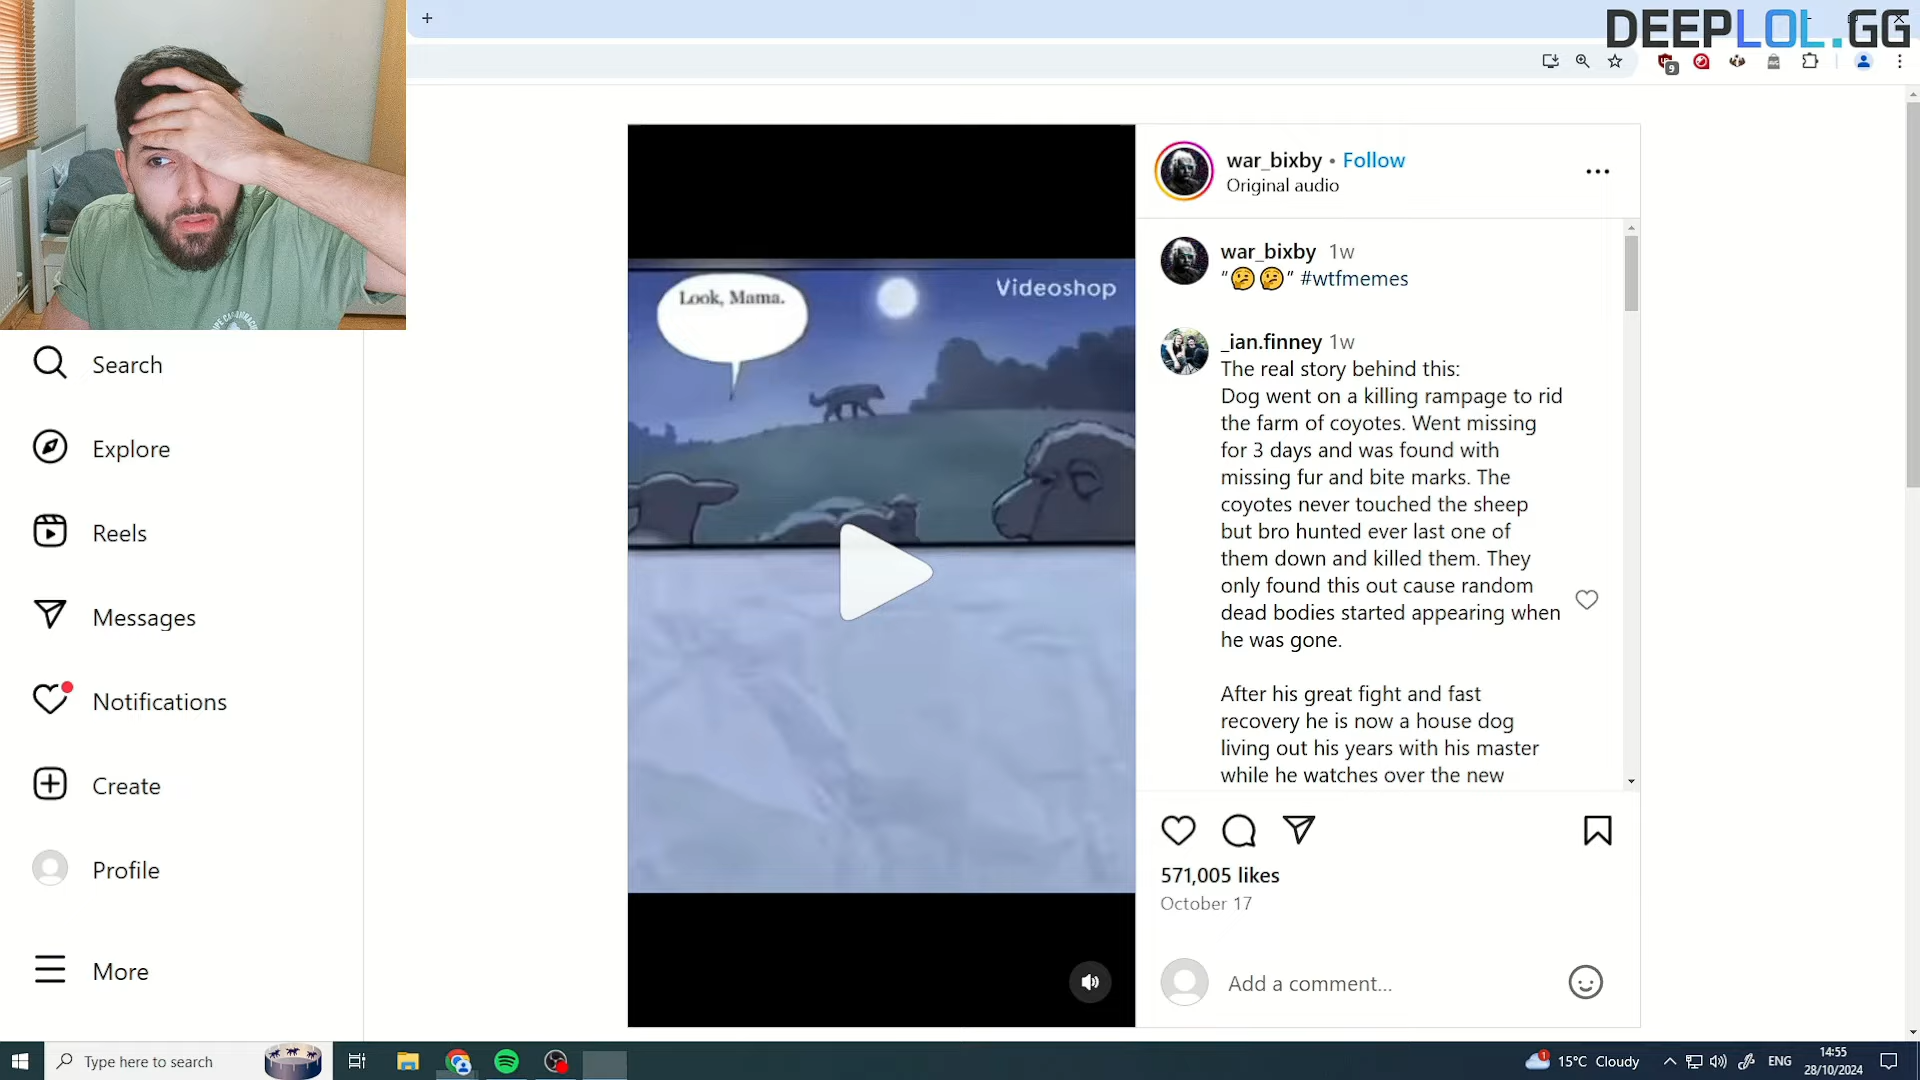 DEEPLOL.GG
9
Look, Mama.
Videoshop
war_bixby • Follow
Original audio
war_bixby 1w
"🤔🤔" #wtfmemes
_ian.finney 1w
The real story behind this:
Dog went on a killing rampage to rid
the farm of coyotes. Went missing
for 3 days and was found with
missing fur and bite marks. The
coyotes never touched the sheep
but bro hunted ever last one of
them down and killed them. They
only found this out cause random
dead bodies started appearing when
he was gone.
After his great fight and fast
recovery he is now a house dog
living out his years with his master
while he watches over the new
571,005 likes
October 17
Add a comment...
Search
Explore
Reels
Messages
Notifications
Create
Profile
More
Type here to search
1
15°C Cloudy
ENG
14:55
28/10/2024